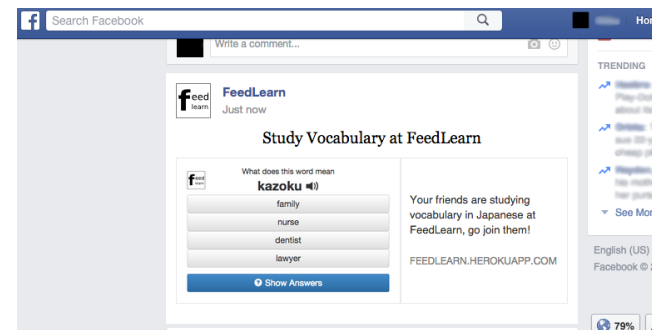 f Search Facebook
Hor
Write a comment...
feed
learn
FeedLearn
Just now
Study Vocabulary at FeedLearn
feed
learn
What does this word mean
kazoku
family
nurse
dentist
lawyer
? Show Answers
Your friends are studying
vocabulary in Japanese at
FeedLearn, go join them!
FEEDLEARN.HEROKUAPP.COM
TRENDING
See Mor
English (US)
Facebook ©
79%